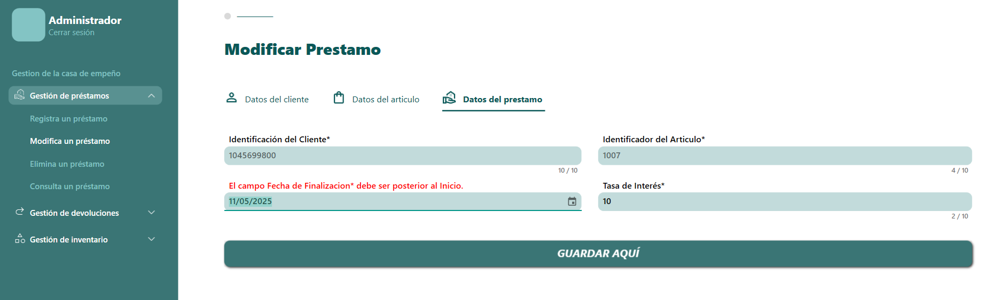 Administrador
Cerrar sesión
Gestion de la casa de empeño
Gestión de préstamos
Registra un préstamo
Modifica un préstamo
Elimina un préstamo
Consulta un préstamo
Gestión de devoluciones
Gestión de inventario
Modificar Prestamo
Datos del cliente
Datos del articulo
Datos del prestamo
Identificación del Cliente*
1045699800
10 / 10
Identificador del Articulo*
1007
4 / 10
El campo Fecha de Finalizacion* debe ser posterior al Inicio.
11/05/2025
Tasa de Interés*
10
2 / 10
GUARDAR AQUÍ